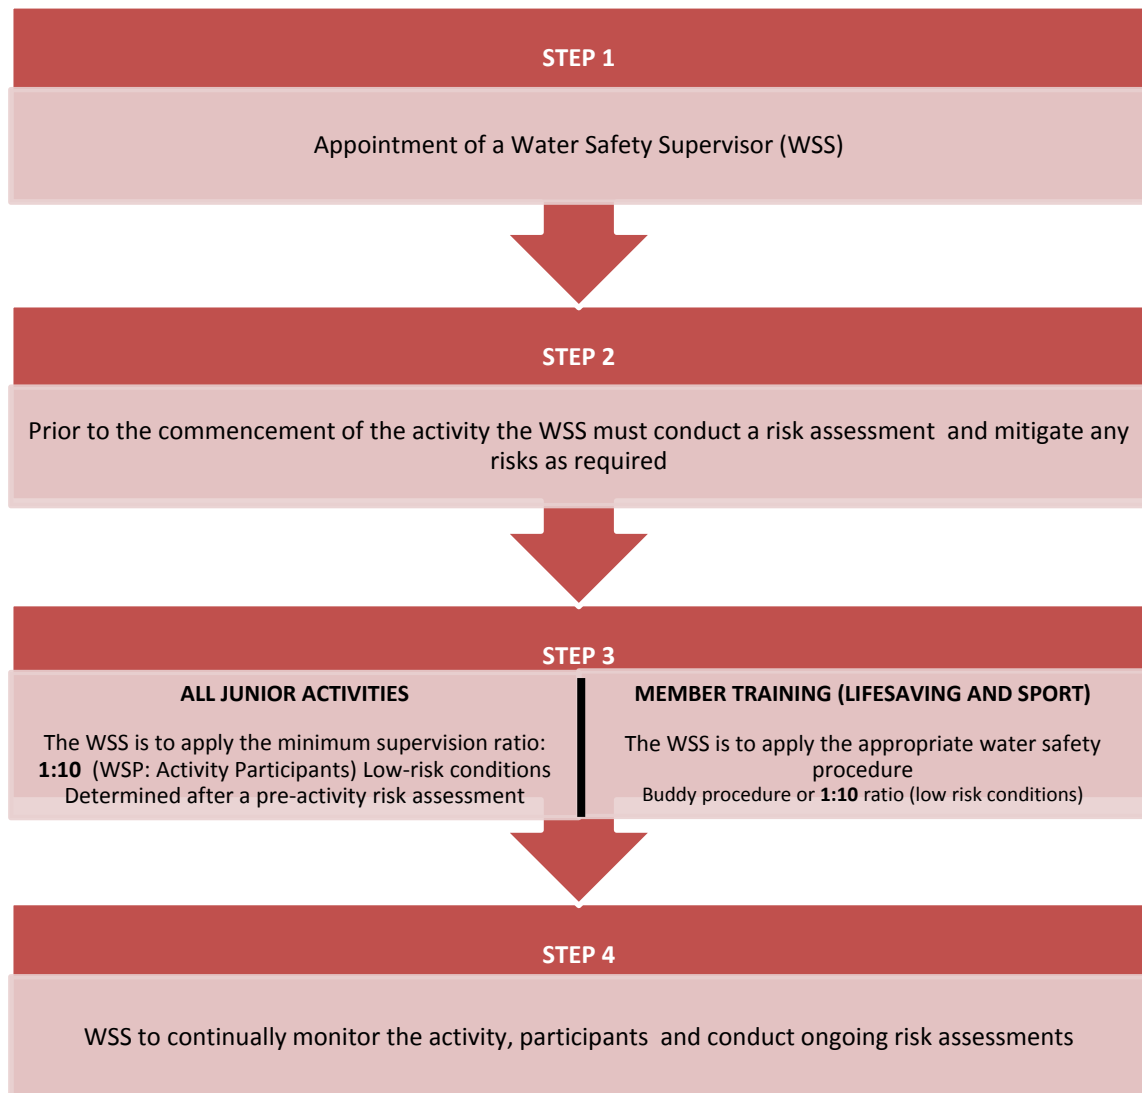 STEP 1
Appointment of a Water Safety Supervisor (WSS)
STEP 2
Prior to the commencement of the activity the WSS must conduct a risk assessment and mitigate any
risks as required
STEP 3
ALL JUNIOR ACTIVITIES
The WSS is to apply the minimum supervision ratio:
1:10 (WSP: Activity Participants) Low-risk conditions
Determined after a pre-activity risk assessment
MEMBER TRAINING (LIFESAVING AND SPORT)
The WSS is to apply the appropriate water safety
procedure
Buddy procedure or 1:10 ratio (low risk conditions)
STEP 4
WSS to continually monitor the activity, participants and conduct ongoing risk assessments